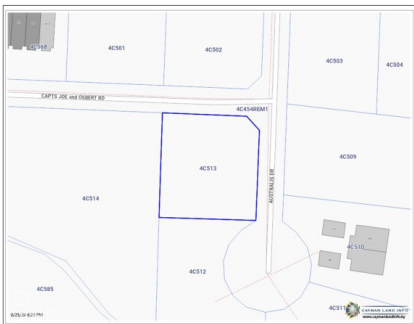 4C500
4C501
4C502
4C503
4C504
CAPTS JOE and OSBERT RD
4C454REM1
4C513
4C514
AUSTRALIS DR
4C509
4C510
4C512
4C505
4C511
CAYMAN LAND INFO
www.caymanlandinfo.ky